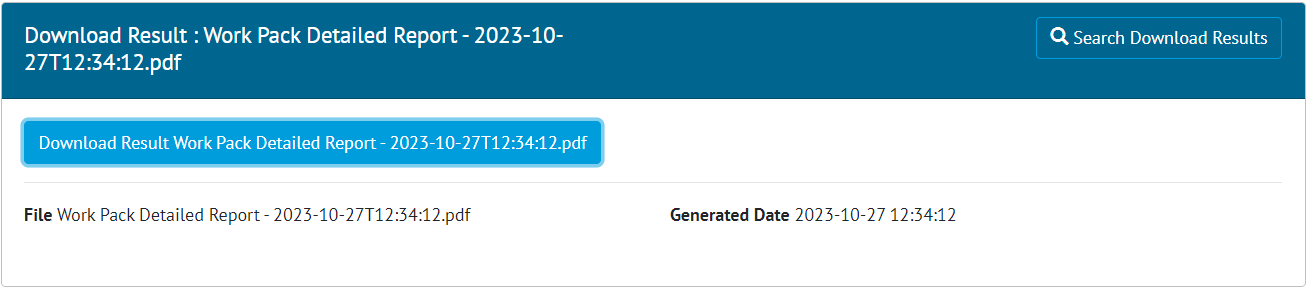 Download Result : Work Pack Detailed Report - 2023-10-
27T12:34:12.pdf
Search Download Results
Download Result Work Pack Detailed Report - 2023-10-27T12:34:12.pdf
File Work Pack Detailed Report - 2023-10-27T12:34:12.pdf
Generated Date 2023-10-27 12:34:12